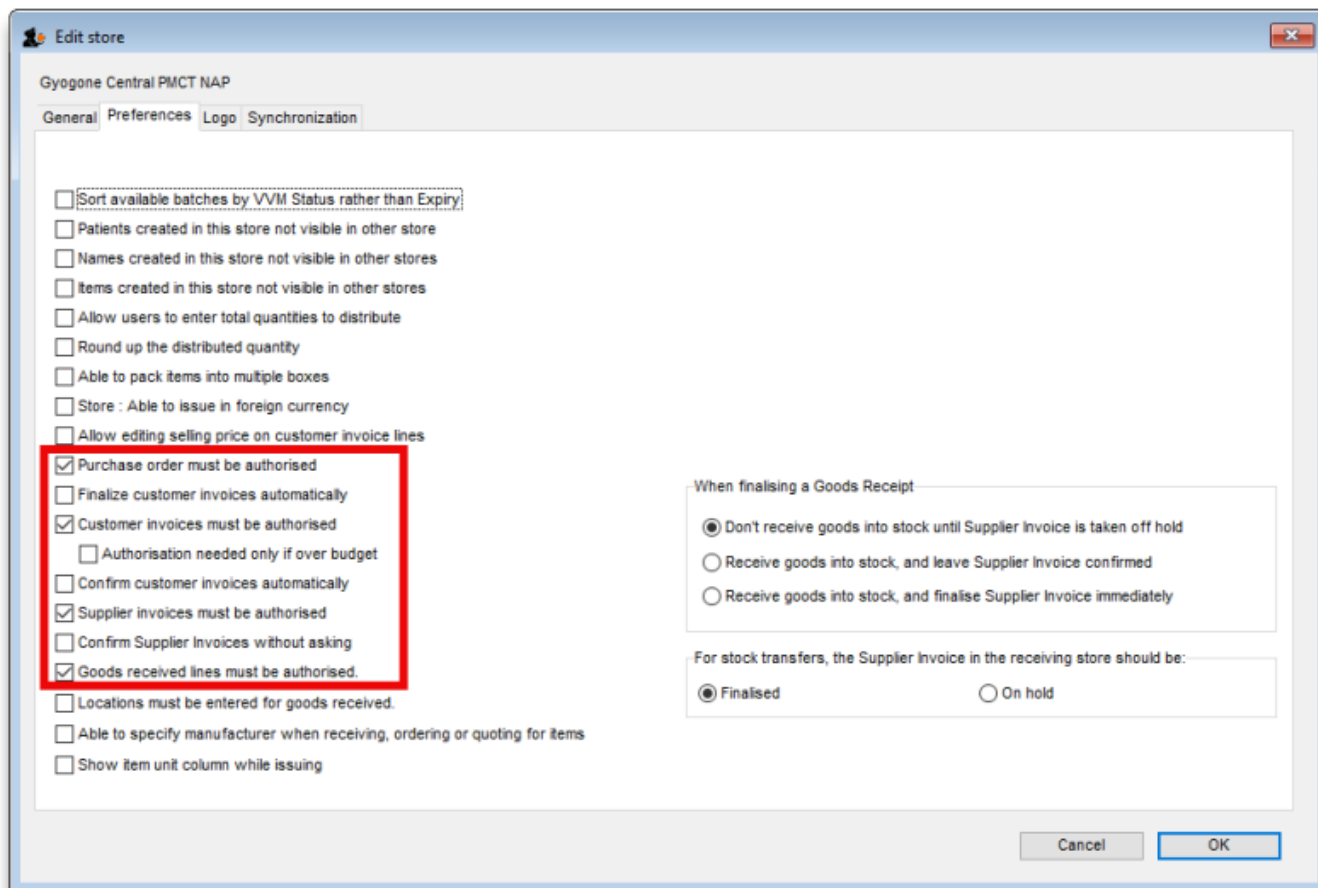 Edit store
Gyogone Central PMCT NAP
General Preferences Logo Synchronization
Sort available batches by VVM Status rather than Expiry
Patients created in this store not visible in other store
Names created in this store not visible in other stores
Items created in this store not visible in other stores
Allow users to enter total quantities to distribute
Round up the distributed quantity
Able to pack items into multiple boxes
Store : Able to issue in foreign currency
Allow editing selling price on customer invoice lines
Purchase order must be authorised
Finalize customer invoices automatically
Customer invoices must be authorised
Authorisation needed only if over budget
Confirm customer invoices automatically
Supplier invoices must be authorised
Confirm Supplier Invoices without asking
Goods received lines must be authorised.
Locations must be entered for goods received.
Able to specify manufacturer when receiving, ordering or quoting for items
Show item unit column while issuing
When finalising a Goods Receipt
Don't receive goods into stock until Supplier Invoice is taken off hold
Receive goods into stock, and leave Supplier Invoice confirmed
Receive goods into stock, and finalise Supplier Invoice immediately
For stock transfers, the Supplier Invoice in the receiving store should be:
Finalised On hold
Cancel OK